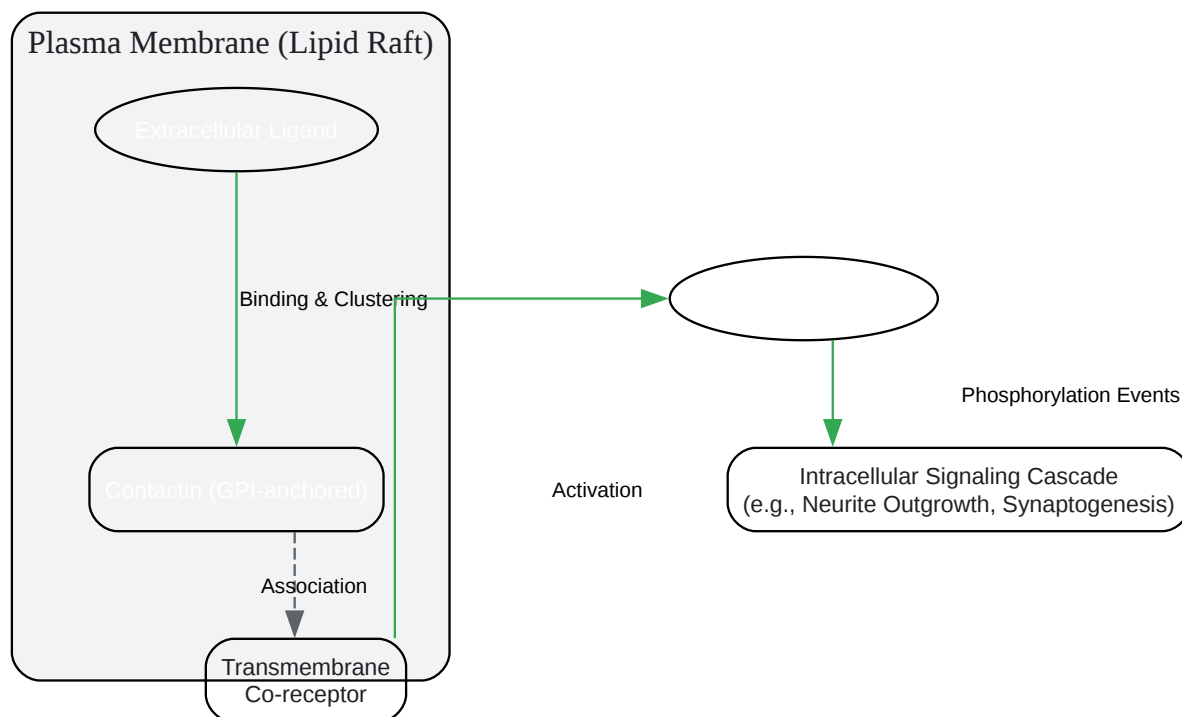 Plasma Membrane (Lipid Raft)
Extracellular Ligand
Binding & Clustering
Phosphorylation Events
Contactin (GPI-anchored)
Activation
Intracellular Signaling Cascade
(e.g., Neurite Outgrowth, Synaptogenesis)
Association
Transmembrane
Co-receptor